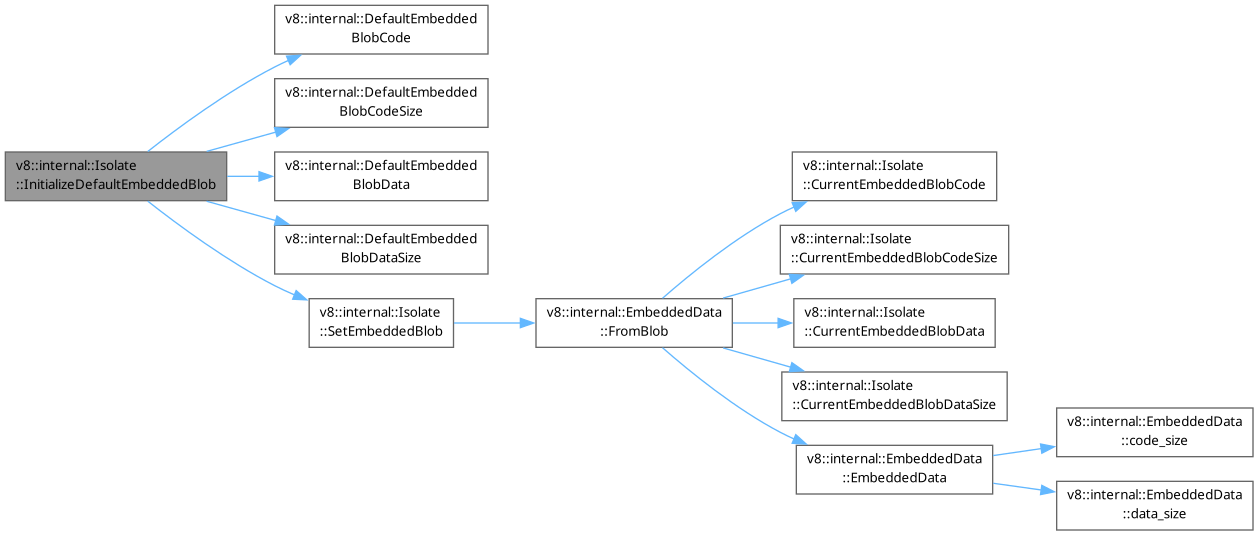 v8::internal::Isolate
::InitializeDefaultEmbeddedBlob
v8::internal::DefaultEmbedded
BlobCode
v8::internal::DefaultEmbedded
BlobCodeSize
v8::internal::DefaultEmbedded
BlobData
v8::internal::DefaultEmbedded
BlobDataSize
v8::internal::Isolate
::SetEmbeddedBlob
v8::internal::EmbeddedData
::FromBlob
v8::internal::Isolate
::CurrentEmbeddedBlobCode
v8::internal::Isolate
::CurrentEmbeddedBlobCodeSize
v8::internal::Isolate
::CurrentEmbeddedBlobData
v8::internal::Isolate
::CurrentEmbeddedBlobDataSize
v8::internal::EmbeddedData
::EmbeddedData
v8::internal::EmbeddedData
::code_size
v8::internal::EmbeddedData
::data_size